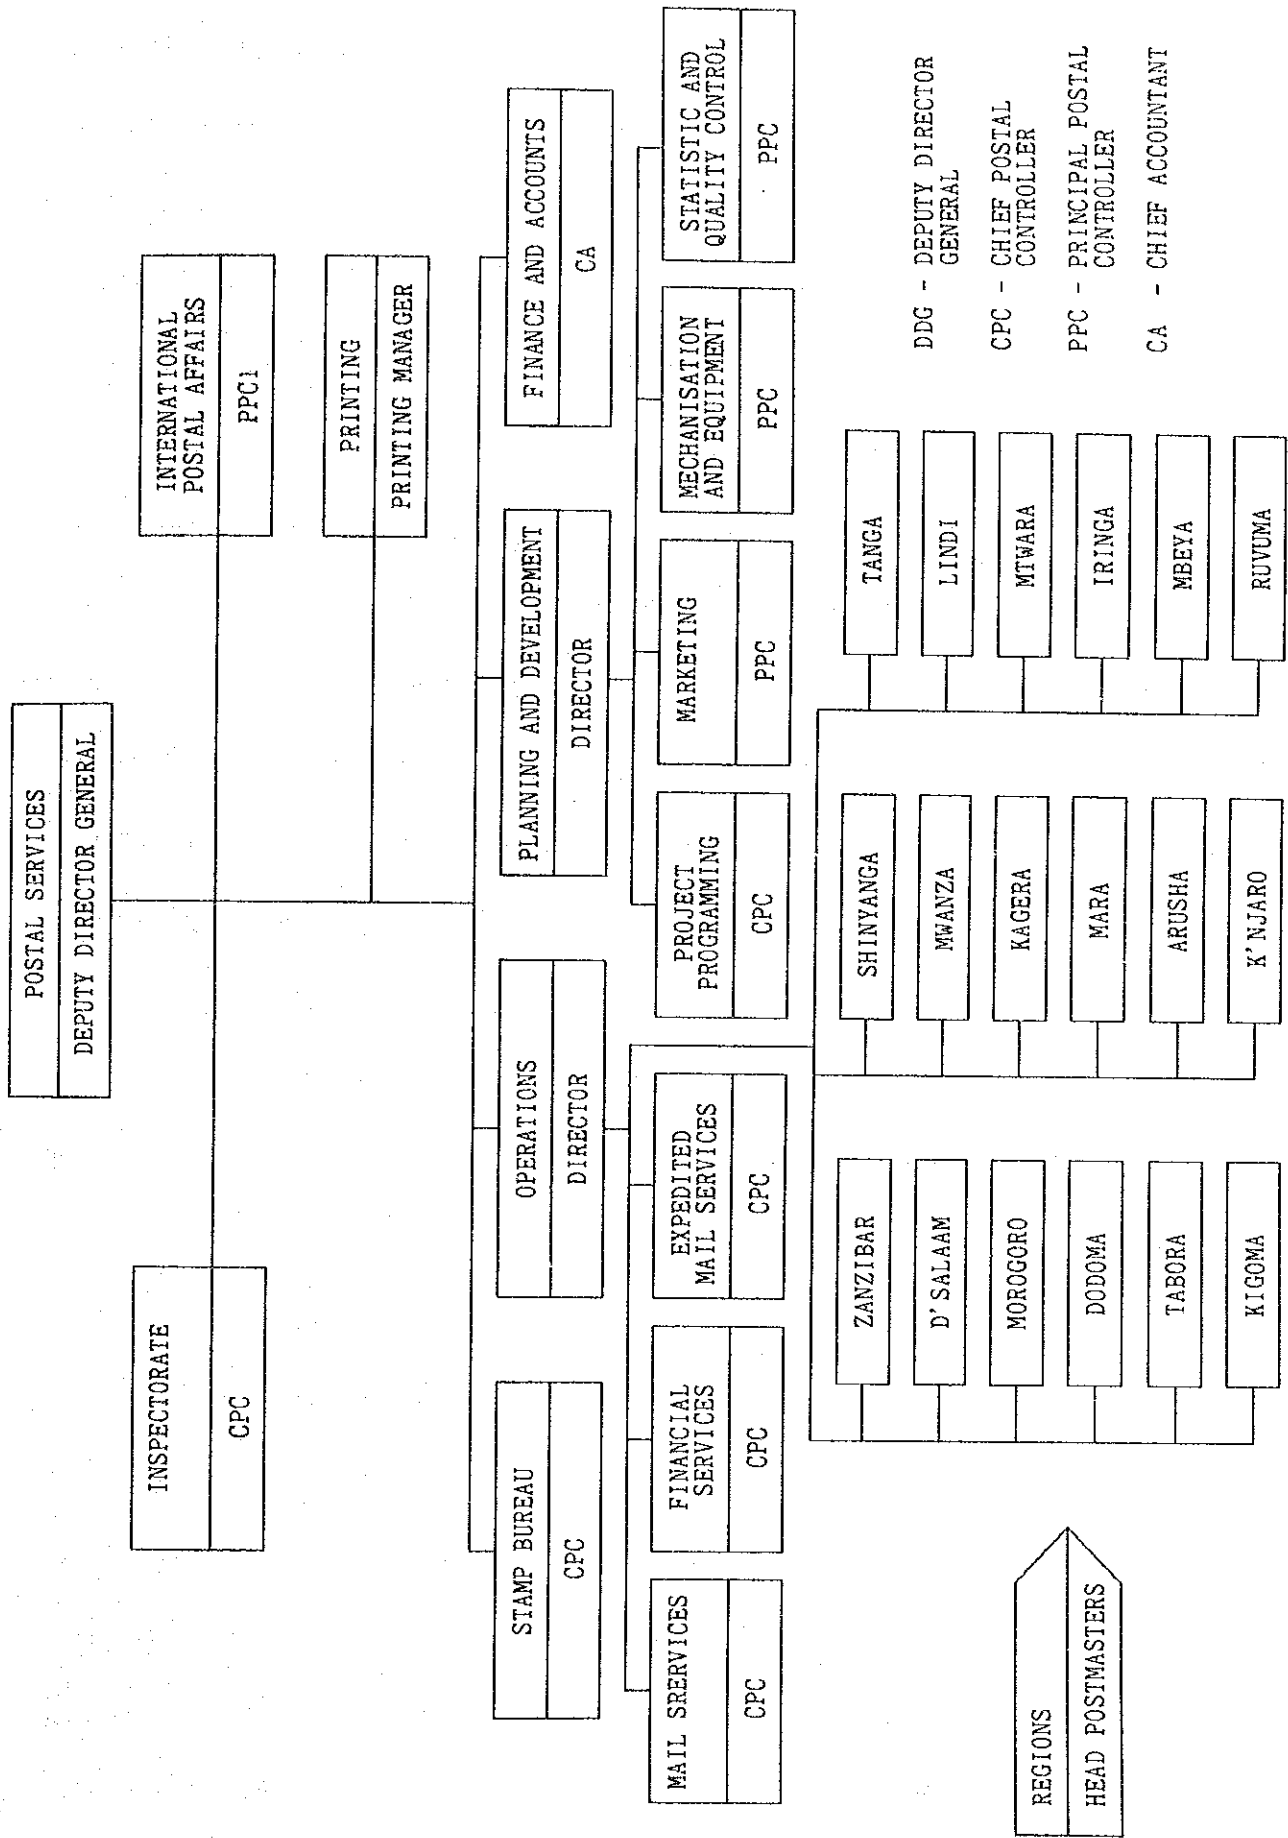 POSTAL SERVICES
DEPUTY DIRECTOR GENERAL
INSPECTORATE
CPC
INTERNATIONAL
POSTAL AFFAIRS
PPC1
PRINTING
PRINTING MANAGER
STAMP BUREAU
CPC
OPERATIONS
DIRECTOR
PLANNING AND DEVELOPMENT
DIRECTOR
FINANCE AND ACCOUNTS
CA
MAIL SRERVICES
CPC
FINANCIAL
SERVICES
CPC
EXPEDITED
MAIL SERVICES
CPC
PROJECT
PROGRAMMING
CPC
MARKETING
PPC
MECHANISATION
AND EQUIPMENT
PPC
STATISTIC AND
QUALITY CONTROL
PPC
REGIONS
HEAD POSTMASTERS
ZANZIBAR
D'SALAAM
MOROGORO
DODOMA
TABORA
KIGOMA
SHINYANGA
MWANZA
KAGERA
MARA
ARUSHA
K'NJARO
TANGA
LINDI
MTWARA
IRINGA
MBEYA
RUVUMA
DDG - DEPUTY DIRECTOR
GENERAL
CPC - CHIEF POSTAL
CONTROLLER
PPC - PRINCIPAL POSTAL
CONTROLLER
CA - CHIEF ACCOUNTANT